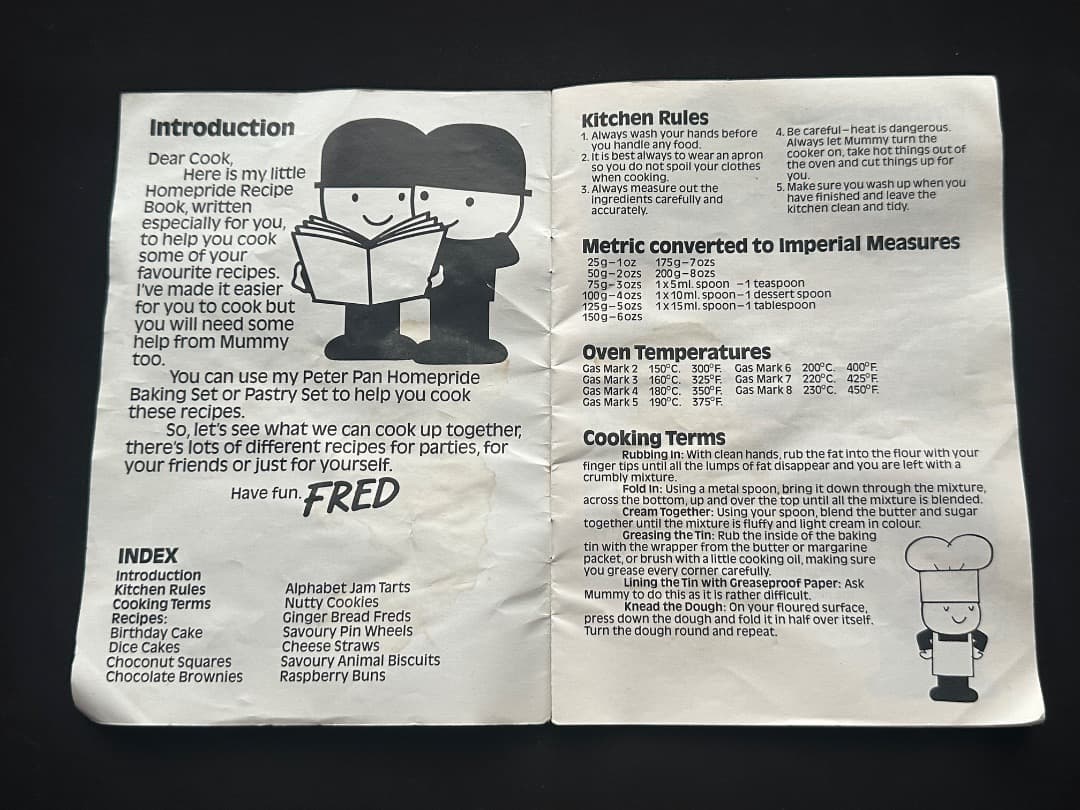 Introduction
Dear Cook,
Here is my little
Homepride Recipe
Book, written
especially for you,
to help you cook
some of your
favourite recipes.
I've made it easier
for you to cook but
you will need some
help from Mummy
too.
You can use my Peter Pan Homepride
Baking Set or Pastry Set to help you cook
these recipes.
So, let's see what we can cook up together,
there's lots of different recipes for parties, for
your friends or just for yourself.
Have fun. FRED
INDEX
Introduction
Kitchen Rules
Cooking Terms
Recipes:
Birthday Cake
Dice Cakes
Choconut Squares
Chocolate Brownies
Alphabet Jam Tarts
Nutty Cookies
Ginger Bread Freds
Savoury Pin Wheels
Cheese Straws
Savoury Animal Biscuits
Raspberry Buns
Kitchen Rules
1. Always wash your hands before
you handle any food.
2. It is best always to wear an apron
so you do not spoil your clothes
when cooking.
3. Always measure out the
ingredients carefully and
accurately.
4. Be careful – heat is dangerous.
Always let Mummy turn the
cooker on, take hot things out of
the oven and cut things up for
you.
5. Make sure you wash up when you
have finished and leave the
kitchen clean and tidy.
Metric converted to Imperial Measures
25g – 1oz 175g – 7ozs
50g – 2ozs 200g – 8ozs
75g – 3ozs 1 x 5ml. spoon – 1 teaspoon
100g – 4ozs 1 x 10ml. spoon – 1 dessert spoon
125g – 5ozs 1 x 15ml. spoon – 1 tablespoon
150g – 6ozs
Oven Temperatures
Gas Mark 2 150°C. 300°F. Gas Mark 6 200°C. 400°F.
Gas Mark 3 160°C. 325°F. Gas Mark 7 220°C. 425°F.
Gas Mark 4 180°C. 350°F. Gas Mark 8 230°C. 450°F.
Gas Mark 5 190°C. 375°F.
Cooking Terms
Rubbing in: With clean hands, rub the fat into the flour with your
finger tips until all the lumps of fat disappear and you are left with a
crumbly mixture.
Fold In: Using a metal spoon, bring it down through the mixture,
across the bottom, up and over the top until all the mixture is blended.
Cream Together: Using your spoon, blend the butter and sugar
together until the mixture is fluffy and light cream in colour.
Greasing the Tin: Rub the inside of the baking
tin with the wrapper from the butter or margarine
packet, or brush with a little cooking oil, making sure
you grease every corner carefully.
Lining the Tin with Greaseproof Paper: Ask
Mummy to do this as it is rather difficult.
Knead the Dough: On your floured surface,
press down the dough and fold it in half over itself.
Turn the dough round and repeat.